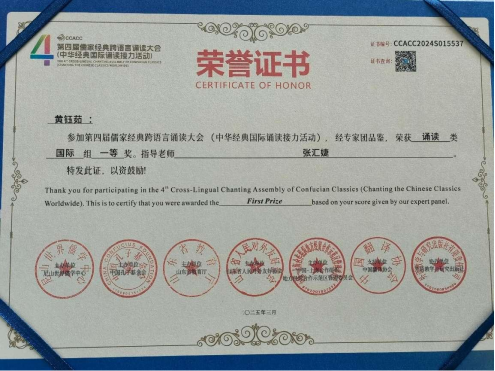 CCACC
第四届儒家经典跨语言诵读大会
(中华经典国际诵读接力活动)
荣誉证书
CERTIFICATE OF HONOR
证书编号:CCACC2024S015537
证书查询:
黄钰茹:
参加第四届儒家经典跨语言诵读大会(中华经典国际诵读接力活动),经专家团品案,荣获 诵读 类
国际 组 一等 奖。指导老师 张汇婕
特发此证,以资鼓励!
Thank you for participating in the 4th Cross-Lingual Chanting Assembly of Confucian Classics (Chanting the Chinese Classics
Worldwide). This is to certify that you were awarded the First Prize based on your score given by our expert panel.
二〇二五年三月